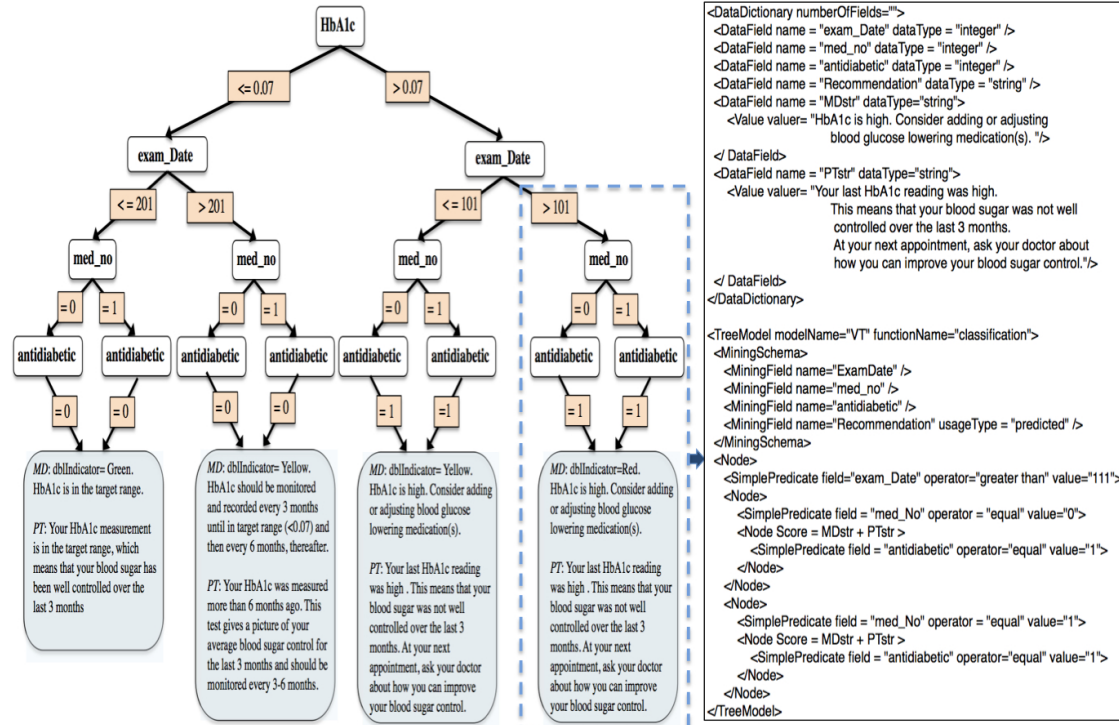 HbA1c
<= 0.07
> 0.07
exam_Date
exam_Date
< = 201
> 201
< = 101
> 101
med_no
med_no
med_no
med_no
= 0
= 1
= 0
= 1
= 0
= 1
= 0
= 1
antidiabetic
antidiabetic
antidiabetic
antidiabetic
antidiabetic
antidiabetic
antidiabetic
antidiabetic
= 0
= 0
= 0
= 0
= 1
=1
= 1
= 1
MD: dblIndicator= Green.
HbA1c is in the target range.
PT: Your HbA1c measurement
is in the target range, which
means that your blood sugar has
been well controlled over the
last 3 months
MD: dblIndicator= Yellow.
HbA1c should be monitored
and recorded every 3 months
until in target range (<0.07) and
then every 6 months, thereafter.
PT: Your HbA1c was measured
more than 6 months ago. This
test gives a picture of your
average blood sugar control for
the last 3 months and should be
monitored every 3-6 months.
MD: dblIndicator= Yellow.
HbA1c is high. Consider adding
or adjusting blood glucose
lowering medication(s).
PT: Your last HbA1c reading
was high . This means that your
blood sugar was not well
controlled over the last 3
months. At your next
appointment, ask your doctor
about how you can improve
your blood sugar control.
MD: dblIndicator=Red.
HbA1c is high. Consider adding
or adjusting blood glucose
lowering medication(s).
PT: Your last HbA1c reading
was high . This means that your
blood sugar was not well
controlled over the last 3
months. At your next
appointment, ask your doctor
about how you can improve
your blood sugar control.
<DataDictionary numberOfFields="">
<DataField name = "exam_Date" dataType = "integer" />
<DataField name = "med_no" dataType = "integer" />
<DataField name = "antidiabetic" dataType = "integer" />
<DataField name = "Recommendation" dataType = "string" />
<DataField name = "MDstr" dataType="string">
<Value valuer= "HbA1c is high. Consider adding or adjusting
blood glucose lowering medication(s). "/>
</ DataField>
<DataField name = "PTstr" dataType="string">
<Value valuer= "Your last HbA1c reading was high.
This means that your blood sugar was not well
controlled over the last 3 months.
At your next appointment, ask your doctor about
how you can improve your blood sugar control."/>
</ DataField>
</DataDictionary>
<TreeModel modelName="VT" functionName="classification">
<MiningSchema>
<MiningField name="ExamDate" />
<MiningField name="med_no" />
<MiningField name="antidiabetic" />
<MiningField name="Recommendation" usageType = "predicted" />
</MiningSchema>
<Node>
<SimplePredicate field="exam_Date" operator="greater than" value="111">
<Node>
<SimplePredicate field = "med_No" operator = "equal" value="0">
<Node Score = MDstr + PTstr >
<SimplePredicate field = "antidiabetic" operator="equal" value="1">
</Node>
</Node>
<Node>
<SimplePredicate field = "med_No" operator = "equal" value="1">
<Node Score = MDstr + PTstr >
<SimplePredicate field = "antidiabetic" operator="equal" value="1">
</Node>
</Node>
</TreeModel>